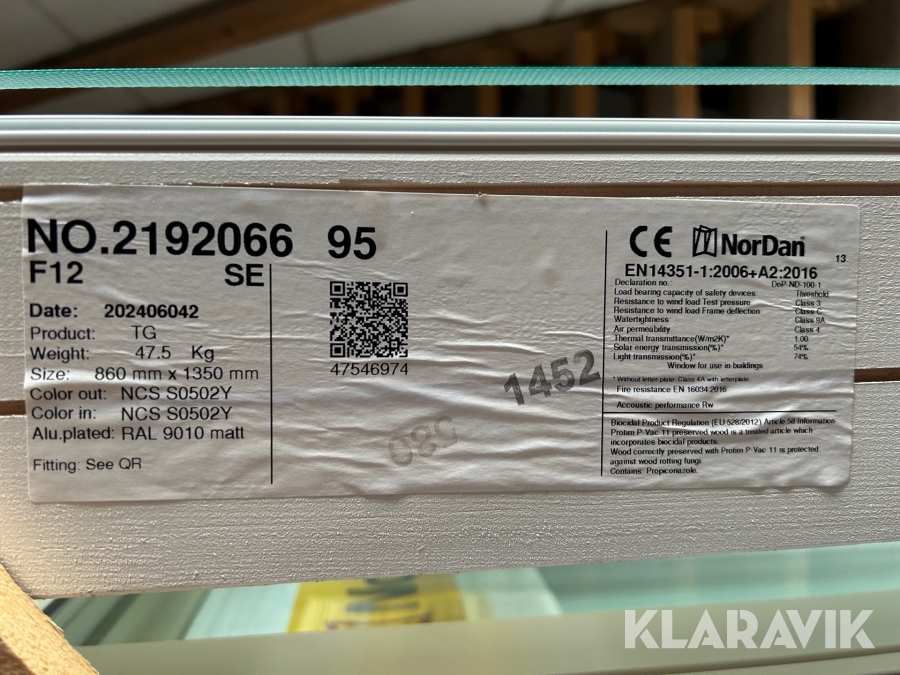 NO.2192066 95
F12 SE
Date: 202406042
Product: TG
Weight: 47.5 Kg
Size: 860 mm x 1350 mm
Color out: NCS S0502Y
Color in: NCS S0502Y
Alu.plated: RAL 9010 matt
Fitting: See QR
47546974
1452
CE NorDan
13
EN14351-1:2006+A2:2016
Declaration no.: DoP-ND-100-1
Load bearing capacity of safety devices Threshold
Resistance to wind load Test pressure Class 3
Resistance to wind load Frame deflection Class C
Watertightness Class 9A
Air permeability Class 4
Thermal transmittance(W/m2K)* 1.00
Solar energy transmission(%)* 54%
Light transmission(%)* 74%
Window for use in buildings
* Without letter plate. Class 4A with letterplate
Fire resistance EN 16034:2016
Accoustic performance Rw
Biocidal Product Regulation (EU 528/2012) Article 58 Information
Protim P-Vac 11 preserved wood is a treated article which
incorporates biocidal products.
Wood correctly preserved with Protim P-Vac 11 is protected
against wood rotting fungi.
Contains: Propiconazole.
KLARAVIK